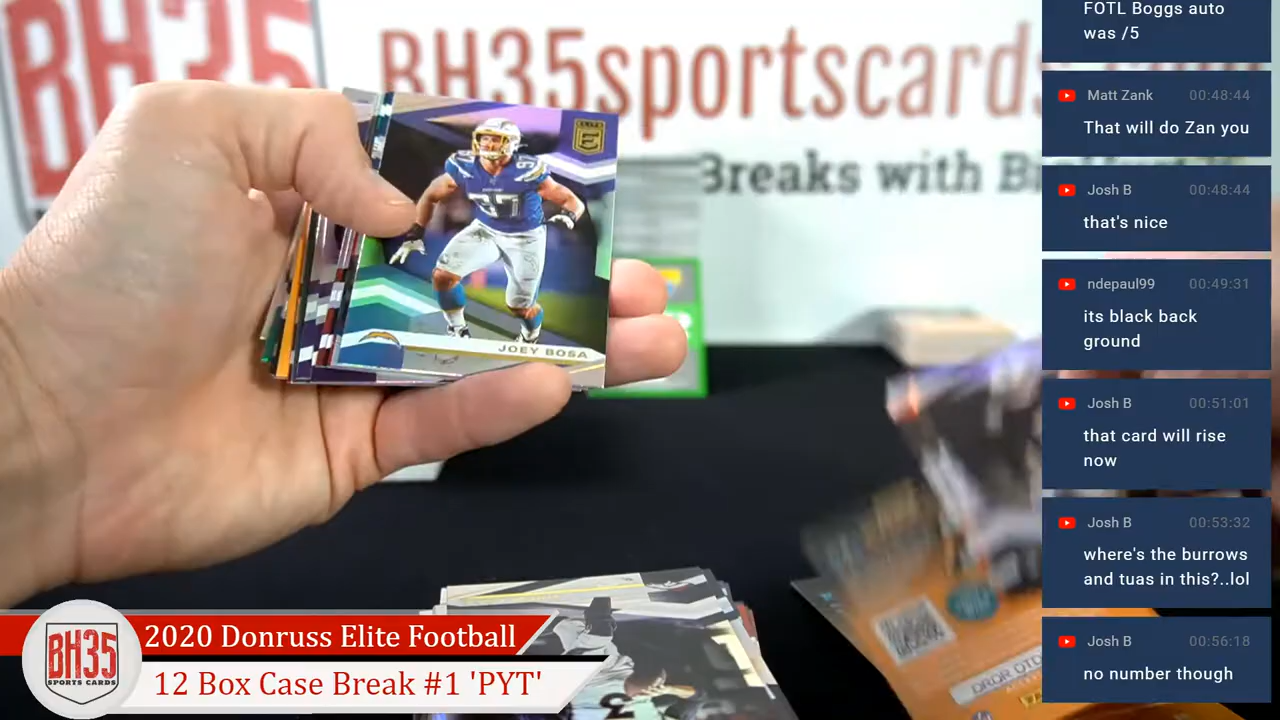 BH35
BH35sportscards.
Breaks with
97
97
E
JOEY BOSA
FOTL Boggs auto
was /5
Matt Zank 00:48:44
That will do Zan you
Josh B 00:48:44
that's nice
ndepaul99 00:49:31
its black back
ground
Josh B 00:51:01
that card will rise
now
Josh B 00:53:32
where's the burrows
and tuas in this?..lol
Josh B 00:56:18
no number though
BH35
SPORTS CARDS
2020 Donruss Elite Football
12 Box Case Break #1 'PYT'